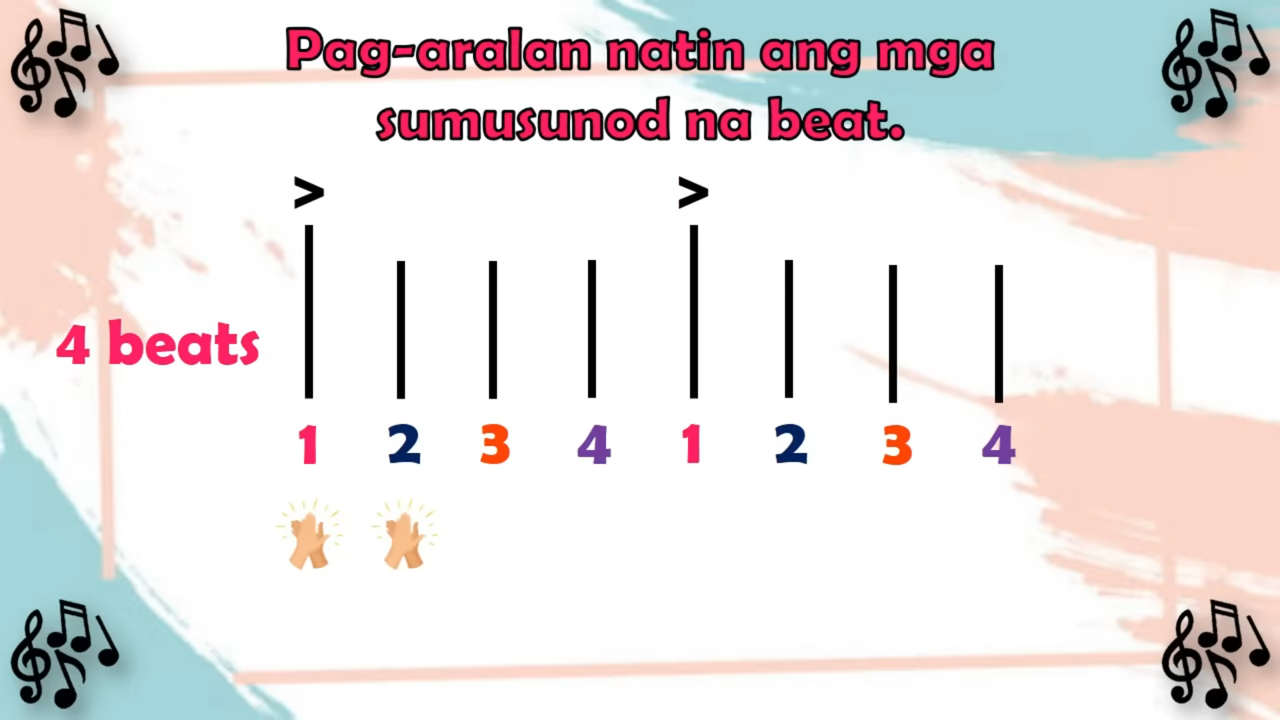 Pag-aralan natin ang mga
sumusunod na beat.
> >
4 beats
1 2 3 4 1 2 3 4